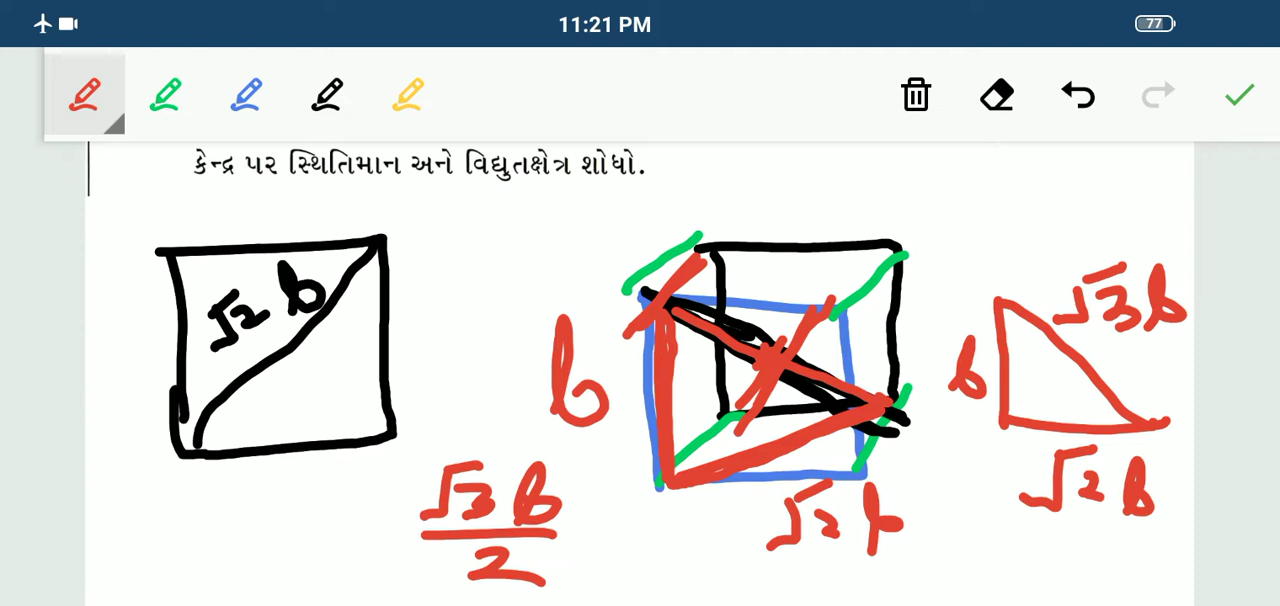 11:21 PM
77
કેન્દ્ર પર સ્થિતિમાન અને વિદ્યુતક્ષેત્ર શોધો.
√2 b
b
√2 b
b
√3 b
√2 b
√3 b
2